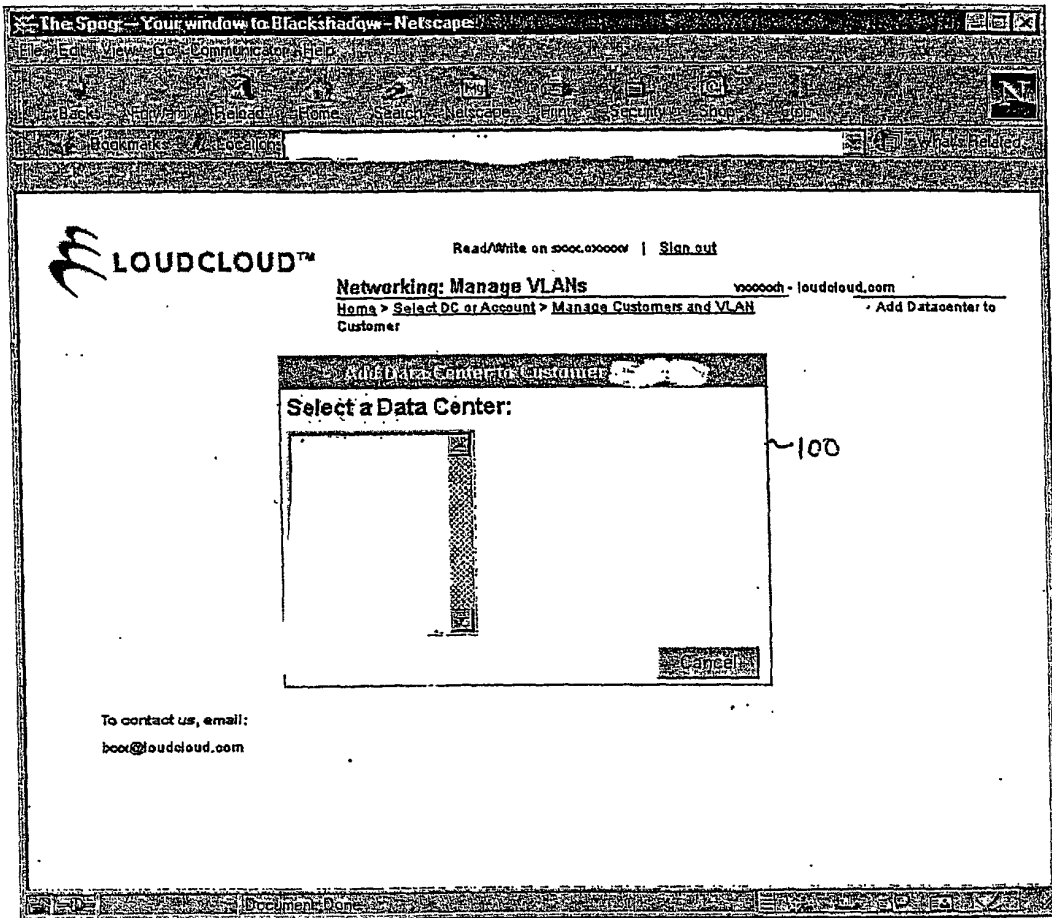 The Spog — Your window to Blackshadow - Netscape
File Edit View Go Communicator Help
Back Forward Reload Home Search Netscape Print Security Shop Stop
Bookmarks Location: What's Related
LOUDCLOUD™
Read/Write on | Sign out
Networking: Manage VLANs
- loudcloud.com
Home > Select DC or Account > Manage Customers and VLAN
- Add Datacenter to
Customer
Add Data Center to Customer
Select a Data Center:
100
Cancel
To contact us, email:
bxxx@loudcloud.com
Document: Done